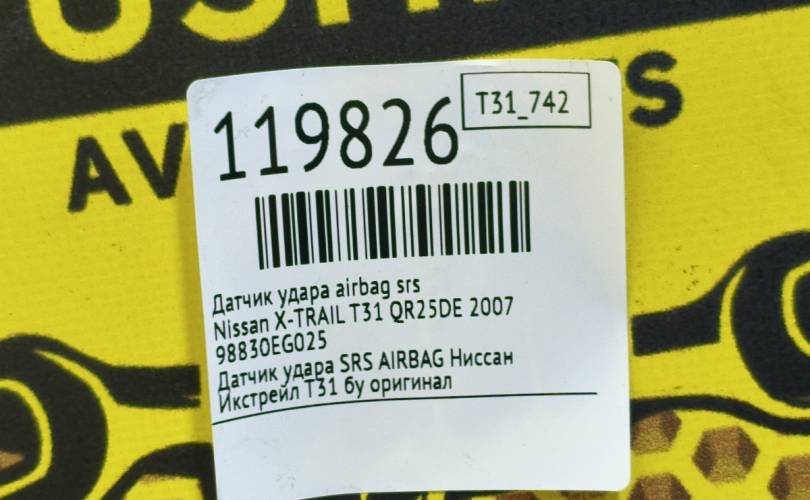 119826
T31_742
Датчик удара airbag srs
Nissan X-TRAIL T31 QR25DE 2007
98830EG025
Датчик удара SRS AIRBAG Ниссан
Икстрейл T31 бу оригинал